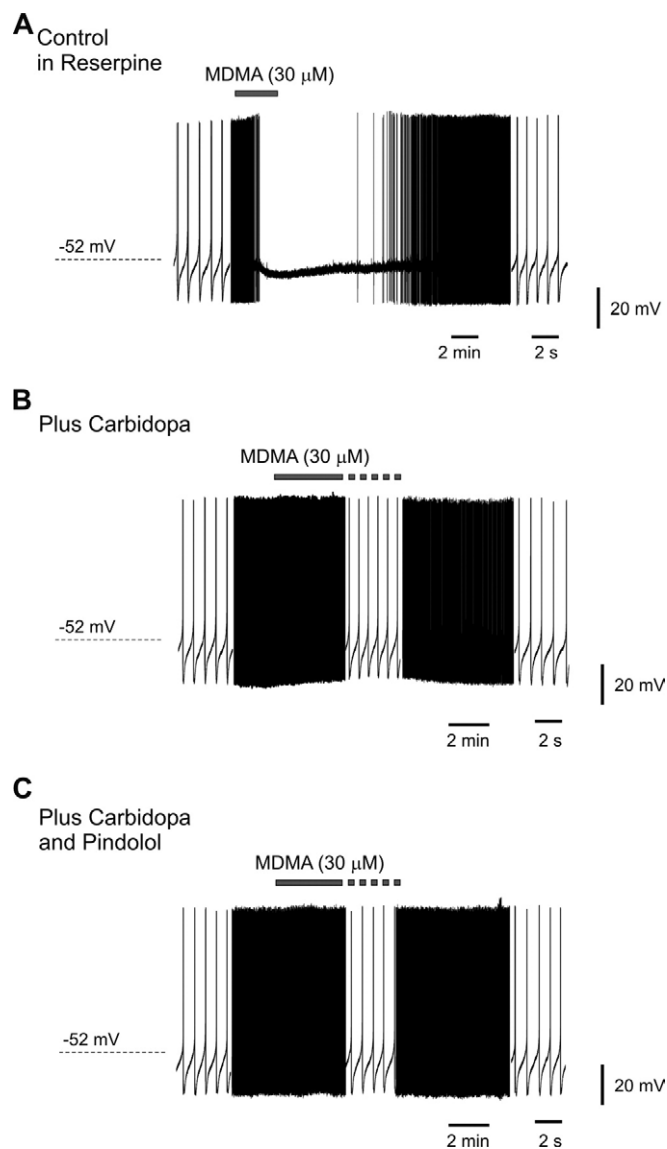 A
Control
in Reserpine
MDMA (30 μM)
-52 mV
20 mV
2 min
2 s
B
Plus Carbidopa
MDMA (30 μM)
-52 mV
20 mV
2 min
2 s
C
Plus Carbidopa
and Pindolol
MDMA (30 μM)
-52 mV
20 mV
2 min
2 s